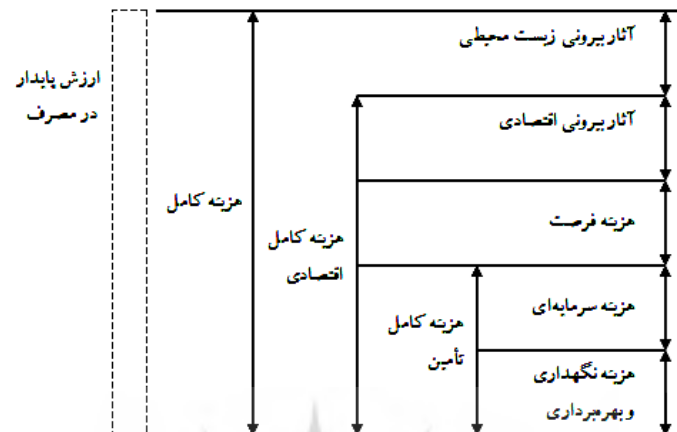 آثار بیرونی زیست محیطی
ارزش پایدار
در مصرف
آثار بیرونی اقتصادی
هزینه کامل
هزینه فرصت
هزینه کامل
اقتصادی
هزینه سرمایه‌ای
هزینه کامل
تأمین
هزینه نگهداری
و بهره‌برداری